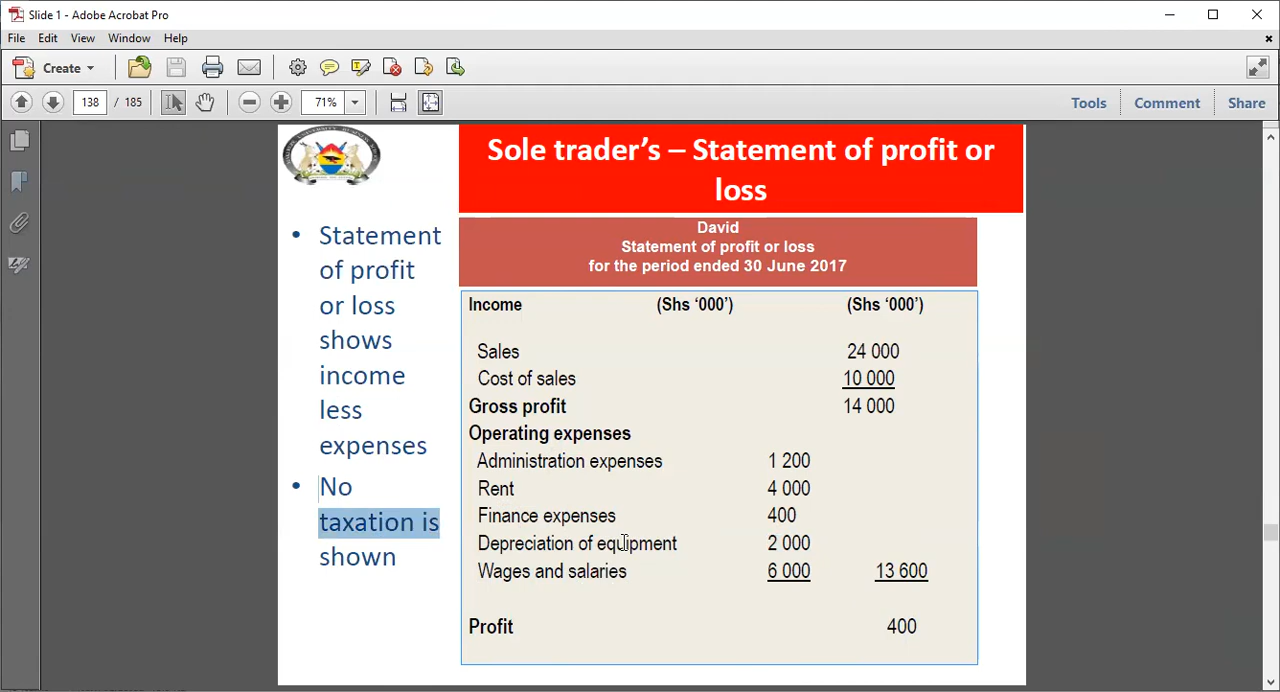 Slide 1 - Adobe Acrobat Pro
File Edit View Window Help
Create
138 / 185 71% Tools Comment Share
Sole trader’s – Statement of profit or
loss
David
Statement of profit or loss
for the period ended 30 June 2017
• Statement
of profit
or loss
shows
income
less
expenses
• No
taxation is
shown
Income (Shs ‘000’) (Shs ‘000’)
Sales 24 000
Cost of sales 10 000
Gross profit 14 000
Operating expenses
Administration expenses 1 200
Rent 4 000
Finance expenses 400
Depreciation of equipment 2 000
Wages and salaries 6 000 13 600
Profit 400